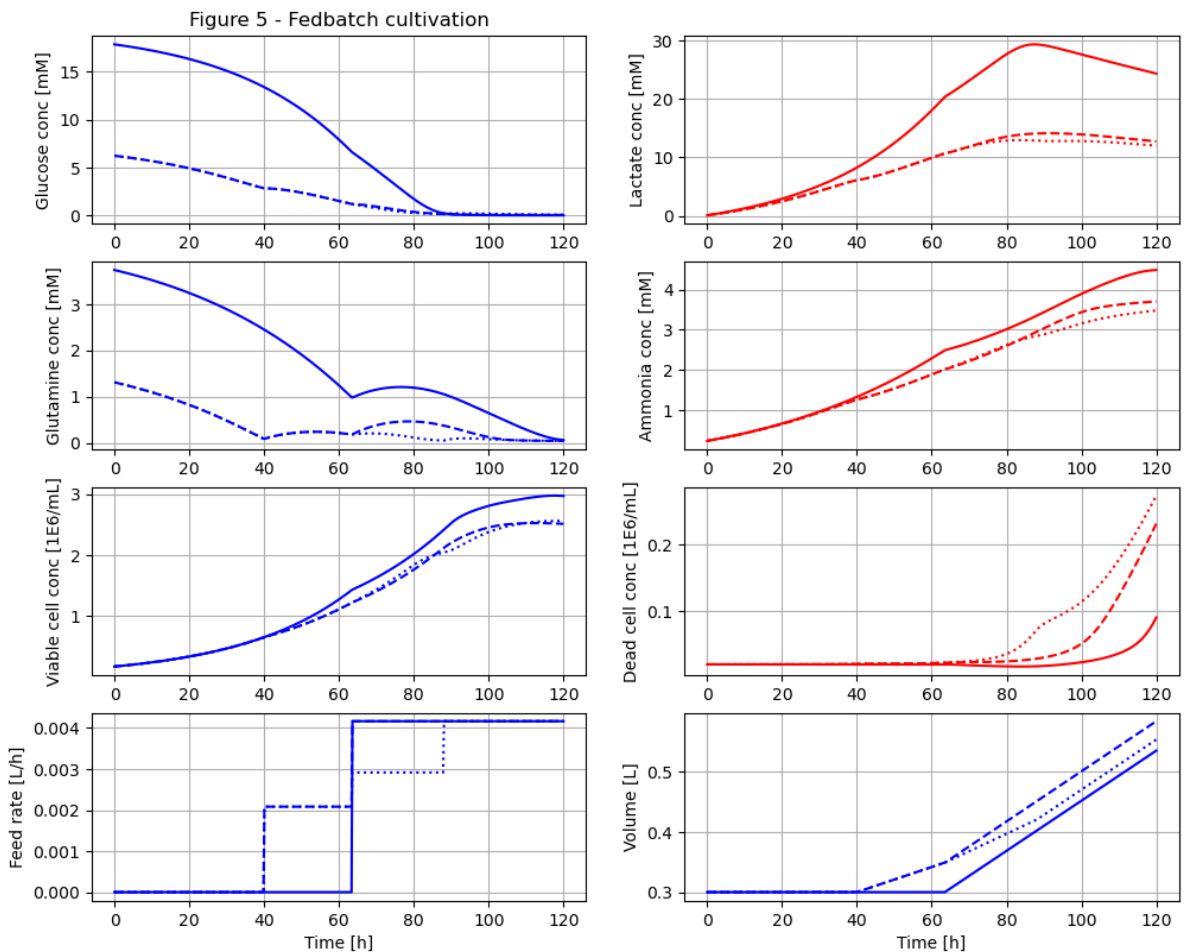 Figure 5 - Fedbatch cultivation
Glucose conc [mM]
15
10
5
0
0 20 40 60 80 100 120
Lactate conc [mM]
30
20
10
0
0 20 40 60 80 100 120
Glutamine conc [mM]
3
2
1
0
0 20 40 60 80 100 120
Ammonia conc [mM]
4
3
2
1
0 20 40 60 80 100 120
Viable cell conc [1E6/mL]
3
2
1
0 20 40 60 80 100 120
Dead cell conc [1E6/mL]
0.2
0.1
0 20 40 60 80 100 120
Feed rate [L/h]
0.004
0.003
0.002
0.001
0.000
0 20 40 60 80 100 120
Time [h]
Volume [L]
0.5
0.4
0.3
0 20 40 60 80 100 120
Time [h]